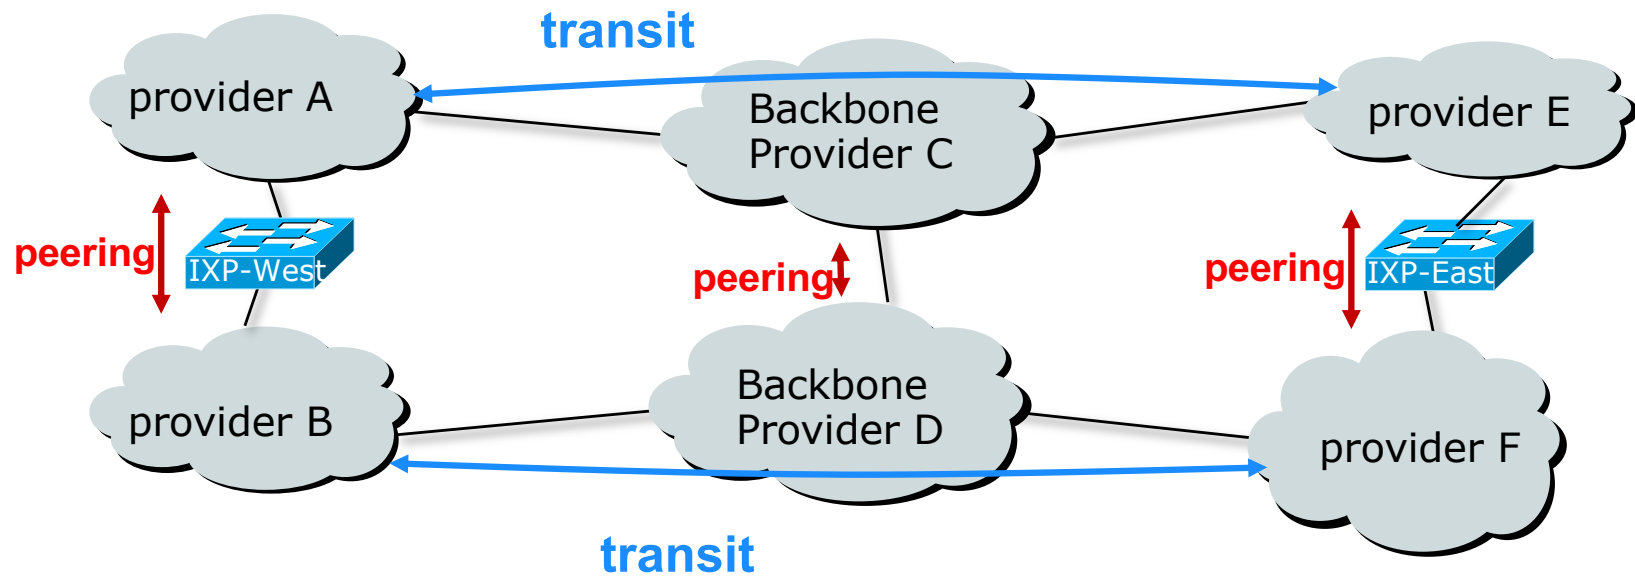 transit
provider A
Backbone
Provider C
provider E
peering
IXP-West
peering
peering
IXP-East
provider B
Backbone
Provider D
provider F
transit